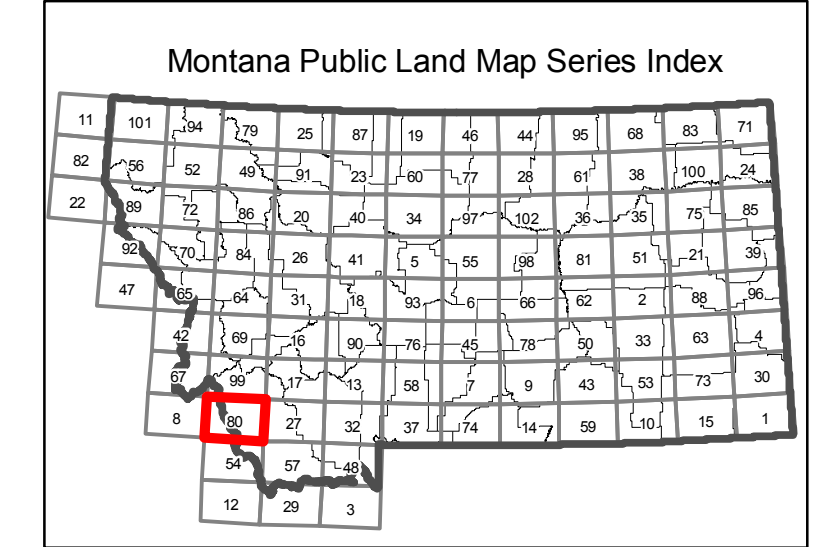 Montana Public Land Map Series Index
11 101 94 79 25 87 19 46 44 95 68 83 71
82 56 52 49 91 23 60 77 28 61 38 100 24
22 89 72 86 20 40 34 97 102 36 35 75 85
92 70 84 26 41 5 55 98 81 51 21 39
47 65 64 31 18 93 6 66 62 2 88 96
42 69 16 90 76 45 78 50 33 63 4
67 99 17 13 58 7 9 43 53 73 30
8 80 27 32 37 74 14 59 10 15 1
54 57 48
12 29 3